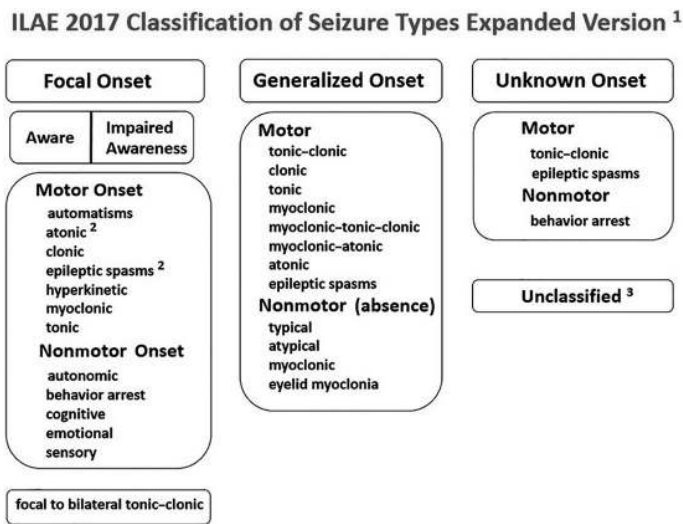 ILAE 2017 Classification of Seizure Types Expanded Version ¹
Focal Onset
Aware
Impaired
Awareness
Motor Onset
automatisms
atonic ²
clonic
epileptic spasms ²
hyperkinetic
myoclonic
tonic
Nonmotor Onset
autonomic
behavior arrest
cognitive
emotional
sensory
focal to bilateral tonic–clonic
Generalized Onset
Motor
tonic–clonic
clonic
tonic
myoclonic
myoclonic–tonic–clonic
myoclonic–atonic
atonic
epileptic spasms
Nonmotor (absence)
typical
atypical
myoclonic
eyelid myoclonia
Unknown Onset
Motor
tonic–clonic
epileptic spasms
Nonmotor
behavior arrest
Unclassified ³